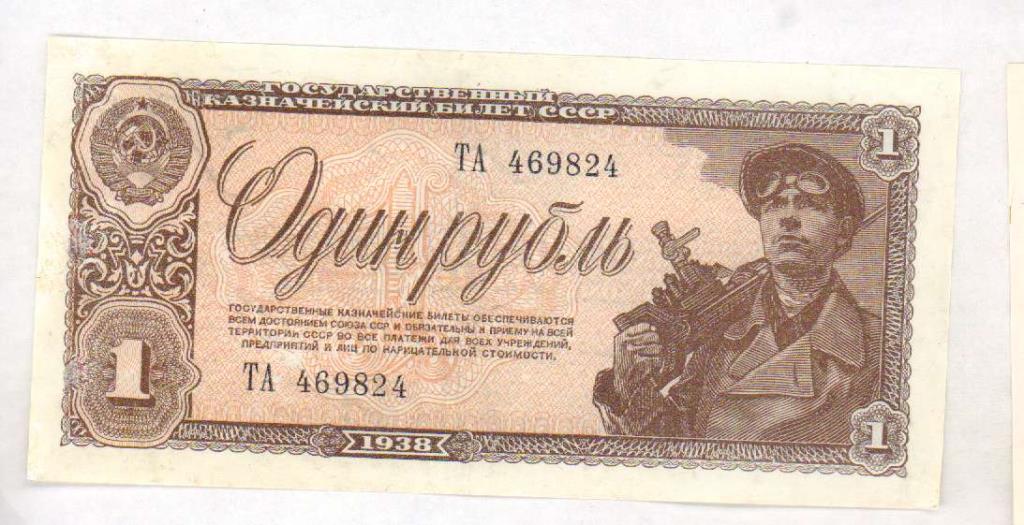 ГОСУДАРСТВЕННЫЙ
КАЗНАЧЕЙСКИЙ БИЛЕТ СССР
1
ТА 469824
Один рубль
ГОСУДАРСТВЕННЫЕ КАЗНАЧЕЙСКИЕ БИЛЕТЫ ОБЕСПЕЧИВАЮТСЯ
ВСЕМ ДОСТОЯНИЕМ СОЮЗА ССР И ОБЯЗАТЕЛЬНЫ К ПРИЕМУ НА ВСЕЙ
ТЕРРИТОРИИ СССР ВО ВСЕ ПЛАТЕЖИ ДЛЯ ВСЕХ УЧРЕЖДЕНИЙ,
ПРЕДПРИЯТИЙ И ЛИЦ ПО НАРИЦАТЕЛЬНОЙ СТОИМОСТИ.
1
ТА 469824
1938
1